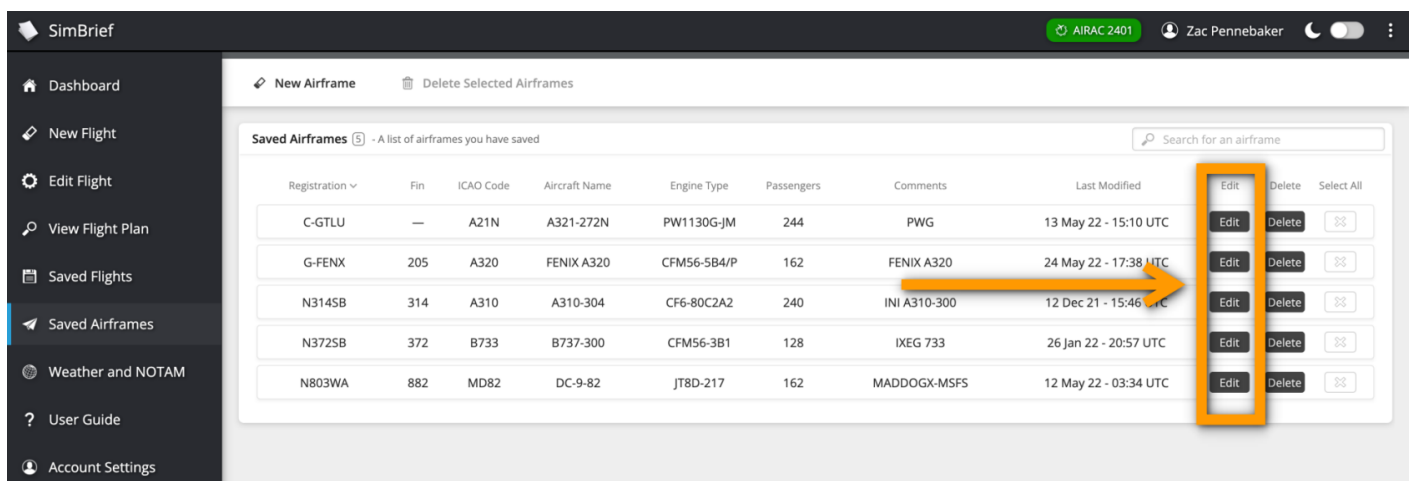 SimBrief
AIRAC 2401
Zac Pennebaker
Dashboard
New Flight
Edit Flight
View Flight Plan
Saved Flights
Saved Airframes
Weather and NOTAM
? User Guide
Account Settings
New Airframe Delete Selected Airframes
Saved Airframes 5 - A list of airframes you have saved
Search for an airframe
Registration Fin ICAO Code Aircraft Name Engine Type Passengers Comments Last Modified Edit Delete Select All
C-GTLU — A21N A321-272N PW1130G-JM 244 PWG 13 May 22 - 15:10 UTC Edit Delete
G-FENX 205 A320 FENIX A320 CFM56-5B4/P 162 FENIX A320 24 May 22 - 17:38 UTC Edit Delete
N314SB 314 A310 A310-304 CF6-80C2A2 240 INI A310-300 12 Dec 21 - 15:46 UTC Edit Delete
N372SB 372 B733 B737-300 CFM56-3B1 128 IXEG 733 26 Jan 22 - 20:57 UTC Edit Delete
N803WA 882 MD82 DC-9-82 JT8D-217 162 MADDOGX-MSFS 12 May 22 - 03:34 UTC Edit Delete